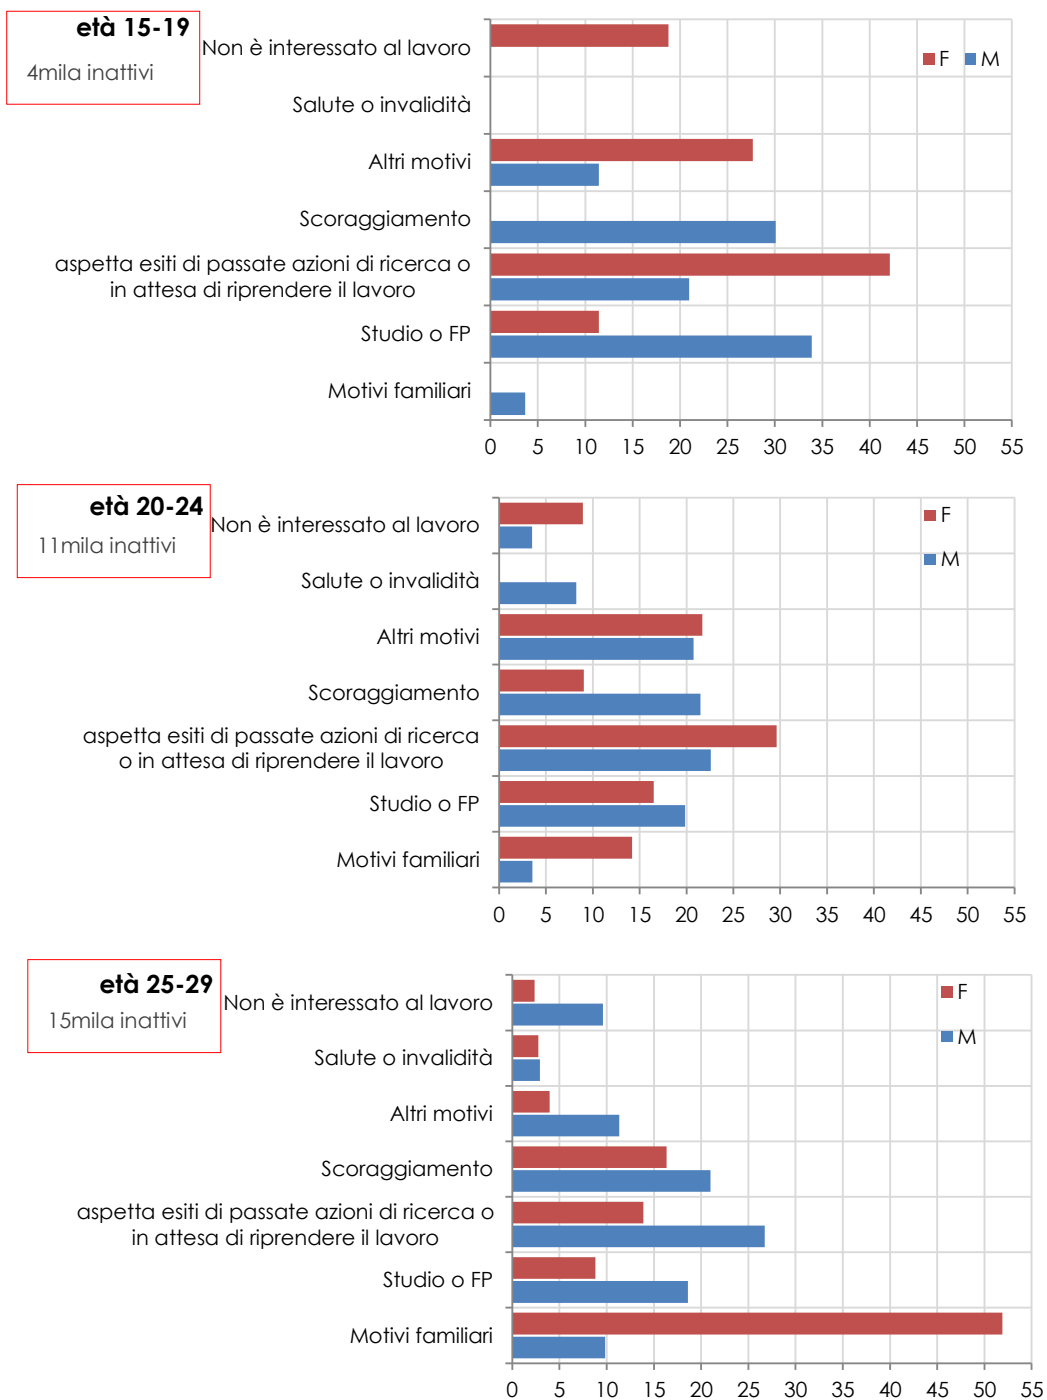 età 15-19
4mila inattivi
Non è interessato al lavoro
F M
Salute o invalidità
Altri motivi
Scoraggiamento
aspetta esiti di passate azioni di ricerca o
in attesa di riprendere il lavoro
Studio o FP
Motivi familiari
0 5 10 15 20 25 30 35 40 45 50 55
età 20-24
11mila inattivi
Non è interessato al lavoro
F
M
Salute o invalidità
Altri motivi
Scoraggiamento
aspetta esiti di passate azioni di ricerca
o in attesa di riprendere il lavoro
Studio o FP
Motivi familiari
0 5 10 15 20 25 30 35 40 45 50 55
età 25-29
15mila inattivi
Non è interessato al lavoro
F
M
Salute o invalidità
Altri motivi
Scoraggiamento
aspetta esiti di passate azioni di ricerca o
in attesa di riprendere il lavoro
Studio o FP
Motivi familiari
0 5 10 15 20 25 30 35 40 45 50 55